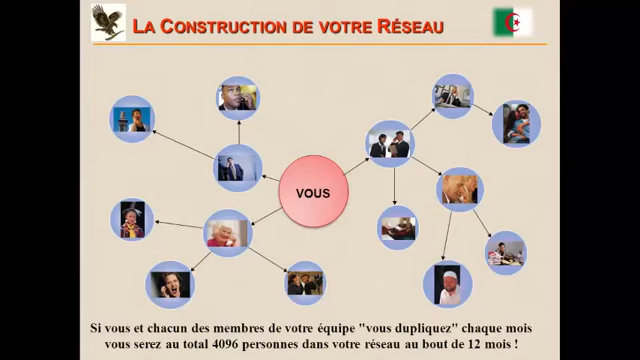 LA CONSTRUCTION DE VOTRE RÉSEAU
VOUS
Si vous et chacun des membres de votre équipe "vous dupliquez" chaque mois
vous serez au total 4096 personnes dans votre réseau au bout de 12 mois !